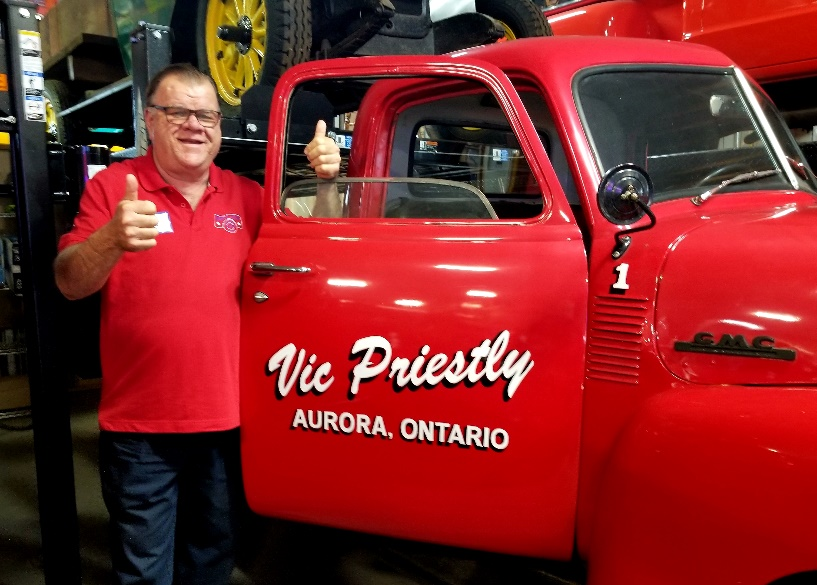 1
GMC
Vic Priestly
AURORA, ONTARIO